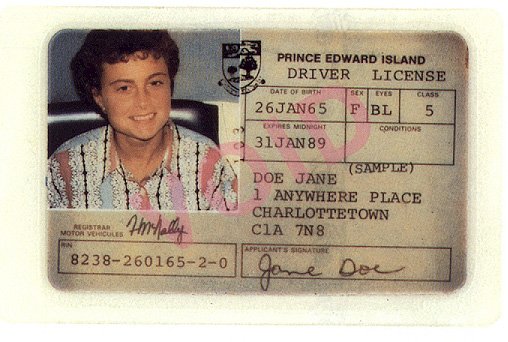 PRINCE EDWARD ISLAND
DRIVER LICENSE
DATE OF BIRTH SEX EYES CLASS
26JAN65 F BL 5
EXPIRES MIDNIGHT CONDITIONS
31JAN89
VOID
(SAMPLE)
DOE JANE
1 ANYWHERE PLACE
CHARLOTTETOWN
C1A 7N8
REGISTRAR
MOTOR VEHICLES
8238-260165-2-0
APPLICANT'S SIGNATURE
Jane Doe